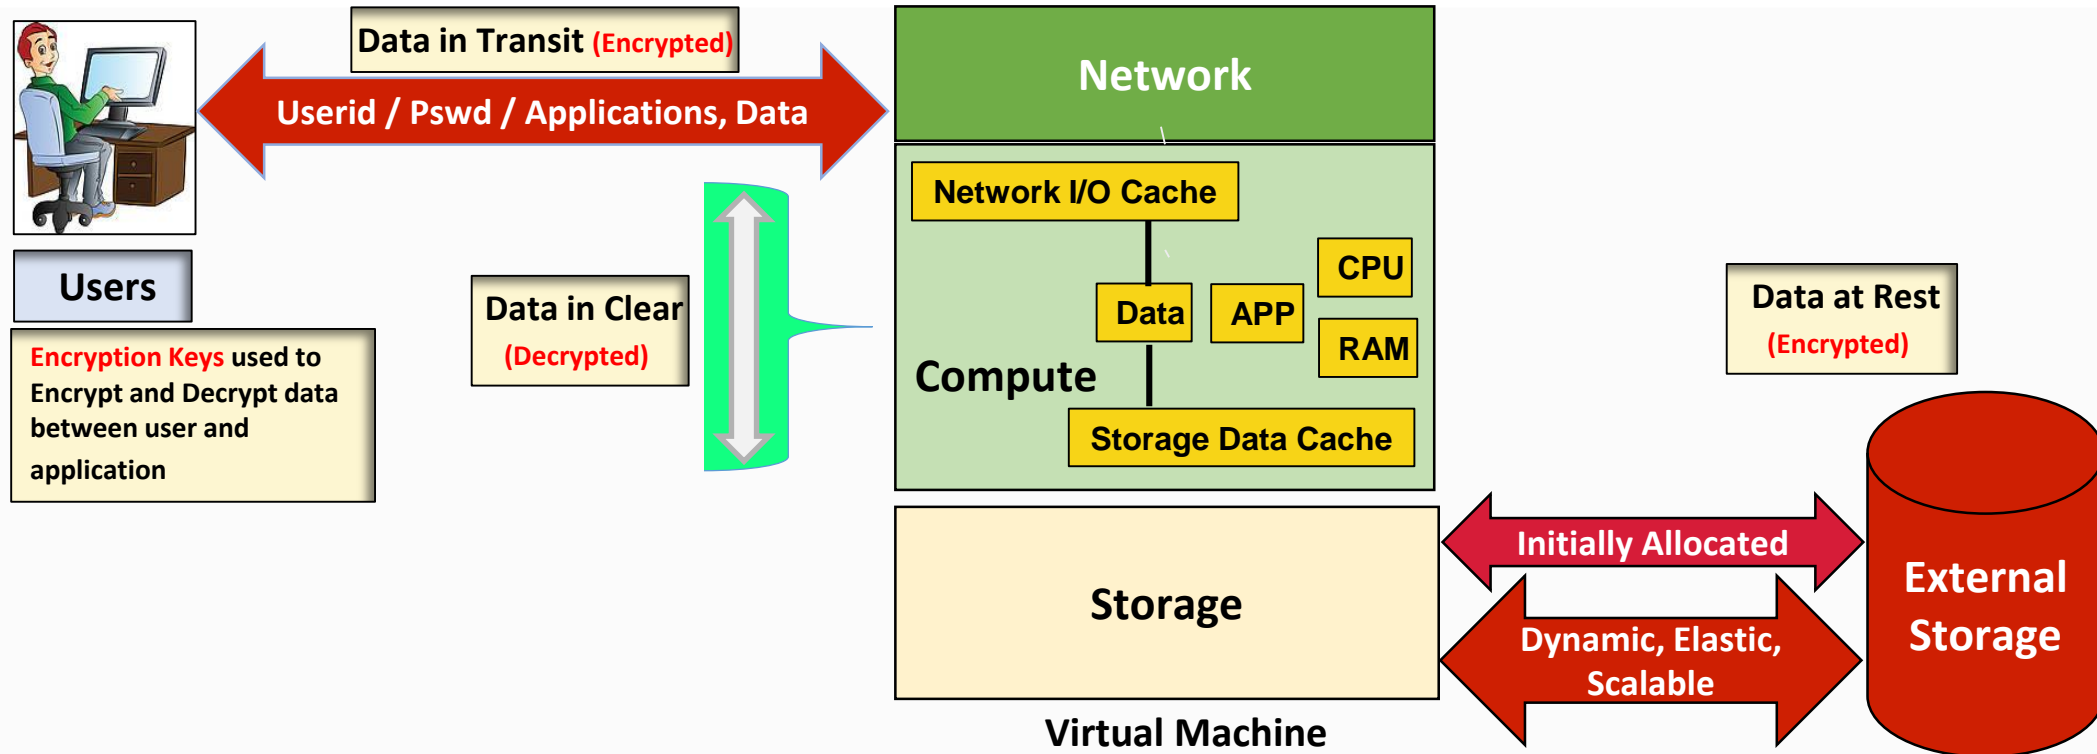 Data in Transit (Encrypted)
Userid / Pswd / Applications, Data
Network
Users
Encryption Keys used to
Encrypt and Decrypt data
between user and
application
Data in Clear
(Decrypted)
Network I/O Cache
CPU
Data
APP
RAM
Compute
Storage Data Cache
Storage
Virtual Machine
Data at Rest
(Encrypted)
Initially Allocated
Dynamic, Elastic,
Scalable
External
Storage